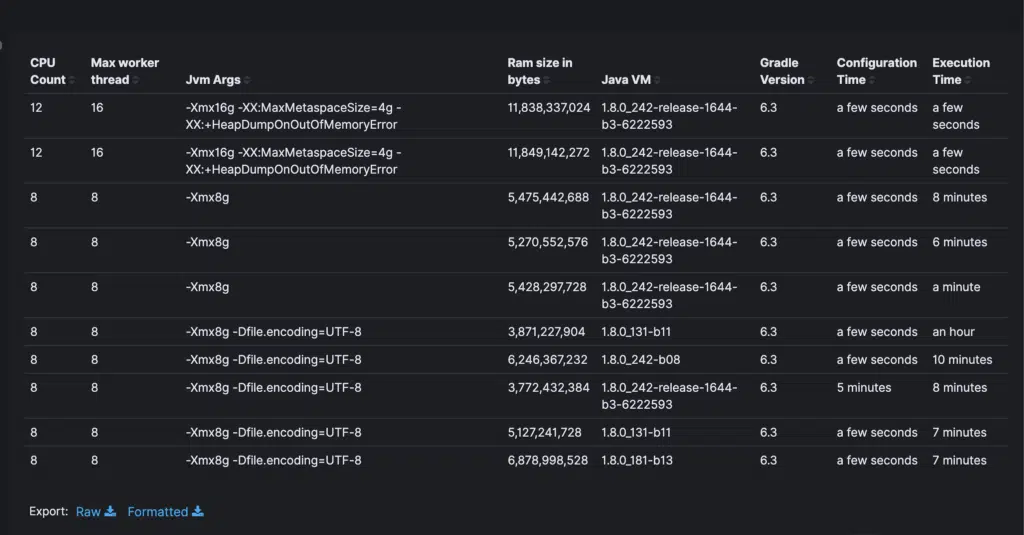 CPU Count Max worker thread Jvm Args Ram size in bytes Java VM Gradle Version Configuration Time Execution Time
12 16 -Xmx16g -XX:MaxMetaspaceSize=4g -XX:+HeapDumpOnOutOfMemoryError 11,838,337,024 1.8.0_242-release-1644-b3-6222593 6.3 a few seconds a few seconds
12 16 -Xmx16g -XX:MaxMetaspaceSize=4g -XX:+HeapDumpOnOutOfMemoryError 11,849,142,272 1.8.0_242-release-1644-b3-6222593 6.3 a few seconds a few seconds
8 8 -Xmx8g 5,475,442,688 1.8.0_242-release-1644-b3-6222593 6.3 a few seconds 8 minutes
8 8 -Xmx8g 5,270,552,576 1.8.0_242-release-1644-b3-6222593 6.3 a few seconds 6 minutes
8 8 -Xmx8g 5,428,297,728 1.8.0_242-release-1644-b3-6222593 6.3 a few seconds a minute
8 8 -Xmx8g -Dfile.encoding=UTF-8 3,871,227,904 1.8.0_131-b11 6.3 a few seconds an hour
8 8 -Xmx8g -Dfile.encoding=UTF-8 6,246,367,232 1.8.0_242-b08 6.3 a few seconds 10 minutes
8 8 -Xmx8g -Dfile.encoding=UTF-8 3,772,432,384 1.8.0_242-release-1644-b3-6222593 6.3 5 minutes 8 minutes
8 8 -Xmx8g -Dfile.encoding=UTF-8 5,127,241,728 1.8.0_131-b11 6.3 a few seconds 7 minutes
8 8 -Xmx8g -Dfile.encoding=UTF-8 6,878,998,528 1.8.0_181-b13 6.3 a few seconds 7 minutes
Export: Raw Formatted